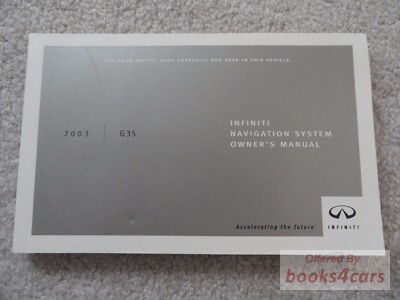 FOR YOUR SAFETY, READ CAREFULLY AND KEEP IN THIS VEHICLE.
2003 G35
INFINITI
NAVIGATION SYSTEM
OWNER'S MANUAL
Accelerating the future™
INFINITI
Offered By
books4cars